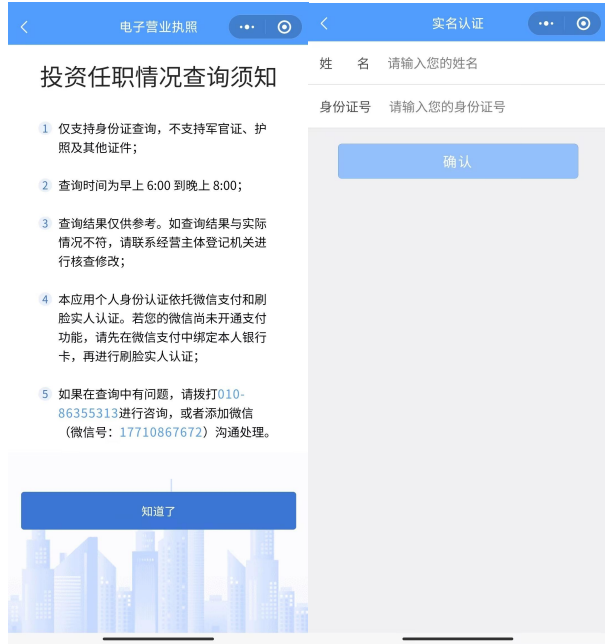 电子营业执照
投资任职情况查询须知
1 仅支持身份证查询，不支持军官证、护
照及其他证件；
2 查询时间为早上 6:00 到晚上 8:00；
3 查询结果仅供参考。如查询结果与实际
情况不符，请联系经营主体登记机关进
行核查修改；
4 本应用个人身份认证依托微信支付和刷
脸实人认证。若您的微信尚未开通支付
功能，请先在微信支付中绑定本人银行
卡，再进行刷脸实人认证；
5 如果在查询中有问题，请拨打010-
86355313进行咨询，或者添加微信
（微信号：17710867672）沟通处理。
知道了
实名认证
姓 名 请输入您的姓名
身份证号 请输入您的身份证号
确认